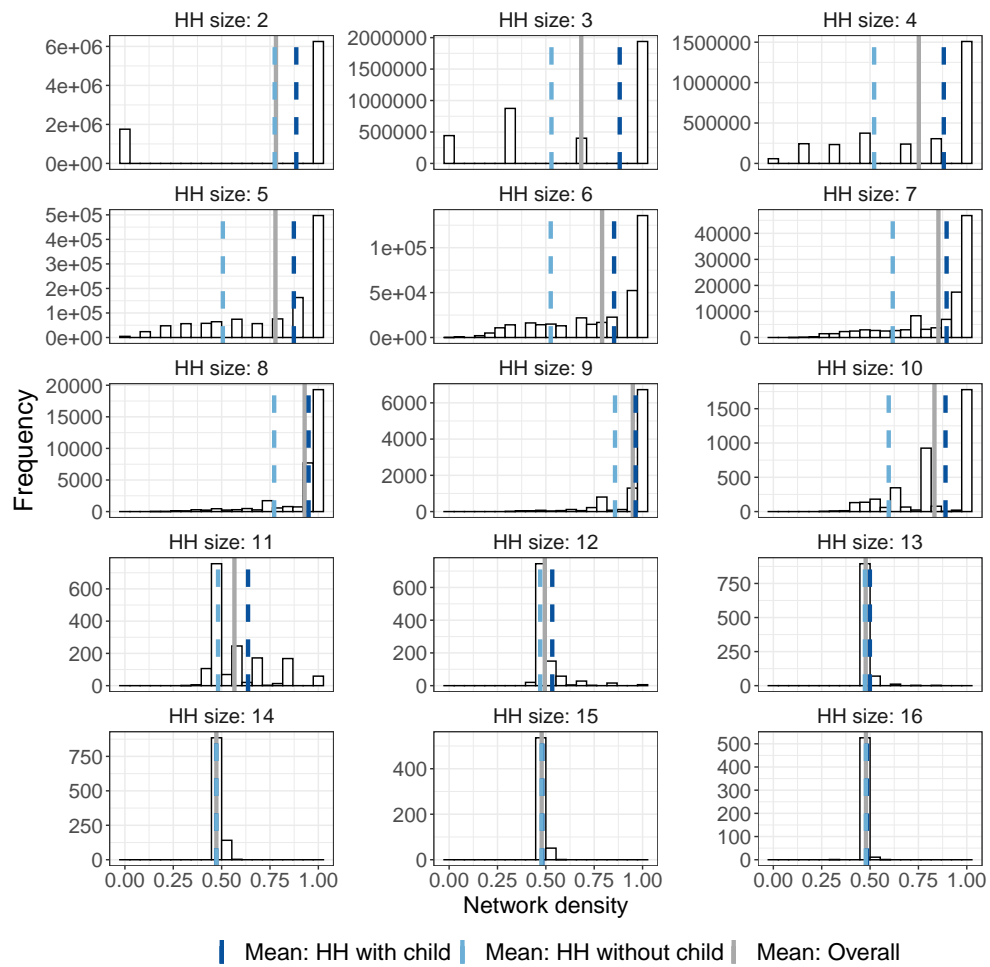 HH size: 2 HH size: 3 HH size: 4
6e+06 2000000 1500000
4e+06 1500000 1000000
2e+06 1000000 500000
0e+00 500000 0
0
HH size: 5 HH size: 6 HH size: 7
5e+05 1e+05 40000
4e+05 5e+04 30000
3e+05 0e+00 20000
2e+05 10000
1e+05 0
0e+00
HH size: 8 HH size: 9 HH size: 10
20000 6000 1500
15000 4000 1000
10000 2000 500
5000 0 0
0
HH size: 11 HH size: 12 HH size: 13
600 600 750
400 400 500
200 200 250
0 0 0
HH size: 14 HH size: 15 HH size: 16
750 400 500
500 200 400
250 0 300
0 200
100
0
0.00 0.25 0.50 0.75 1.00 0.00 0.25 0.50 0.75 1.00 0.00 0.25 0.50 0.75 1.00
Frequency
Network density
Mean: HH with child Mean: HH without child Mean: Overall